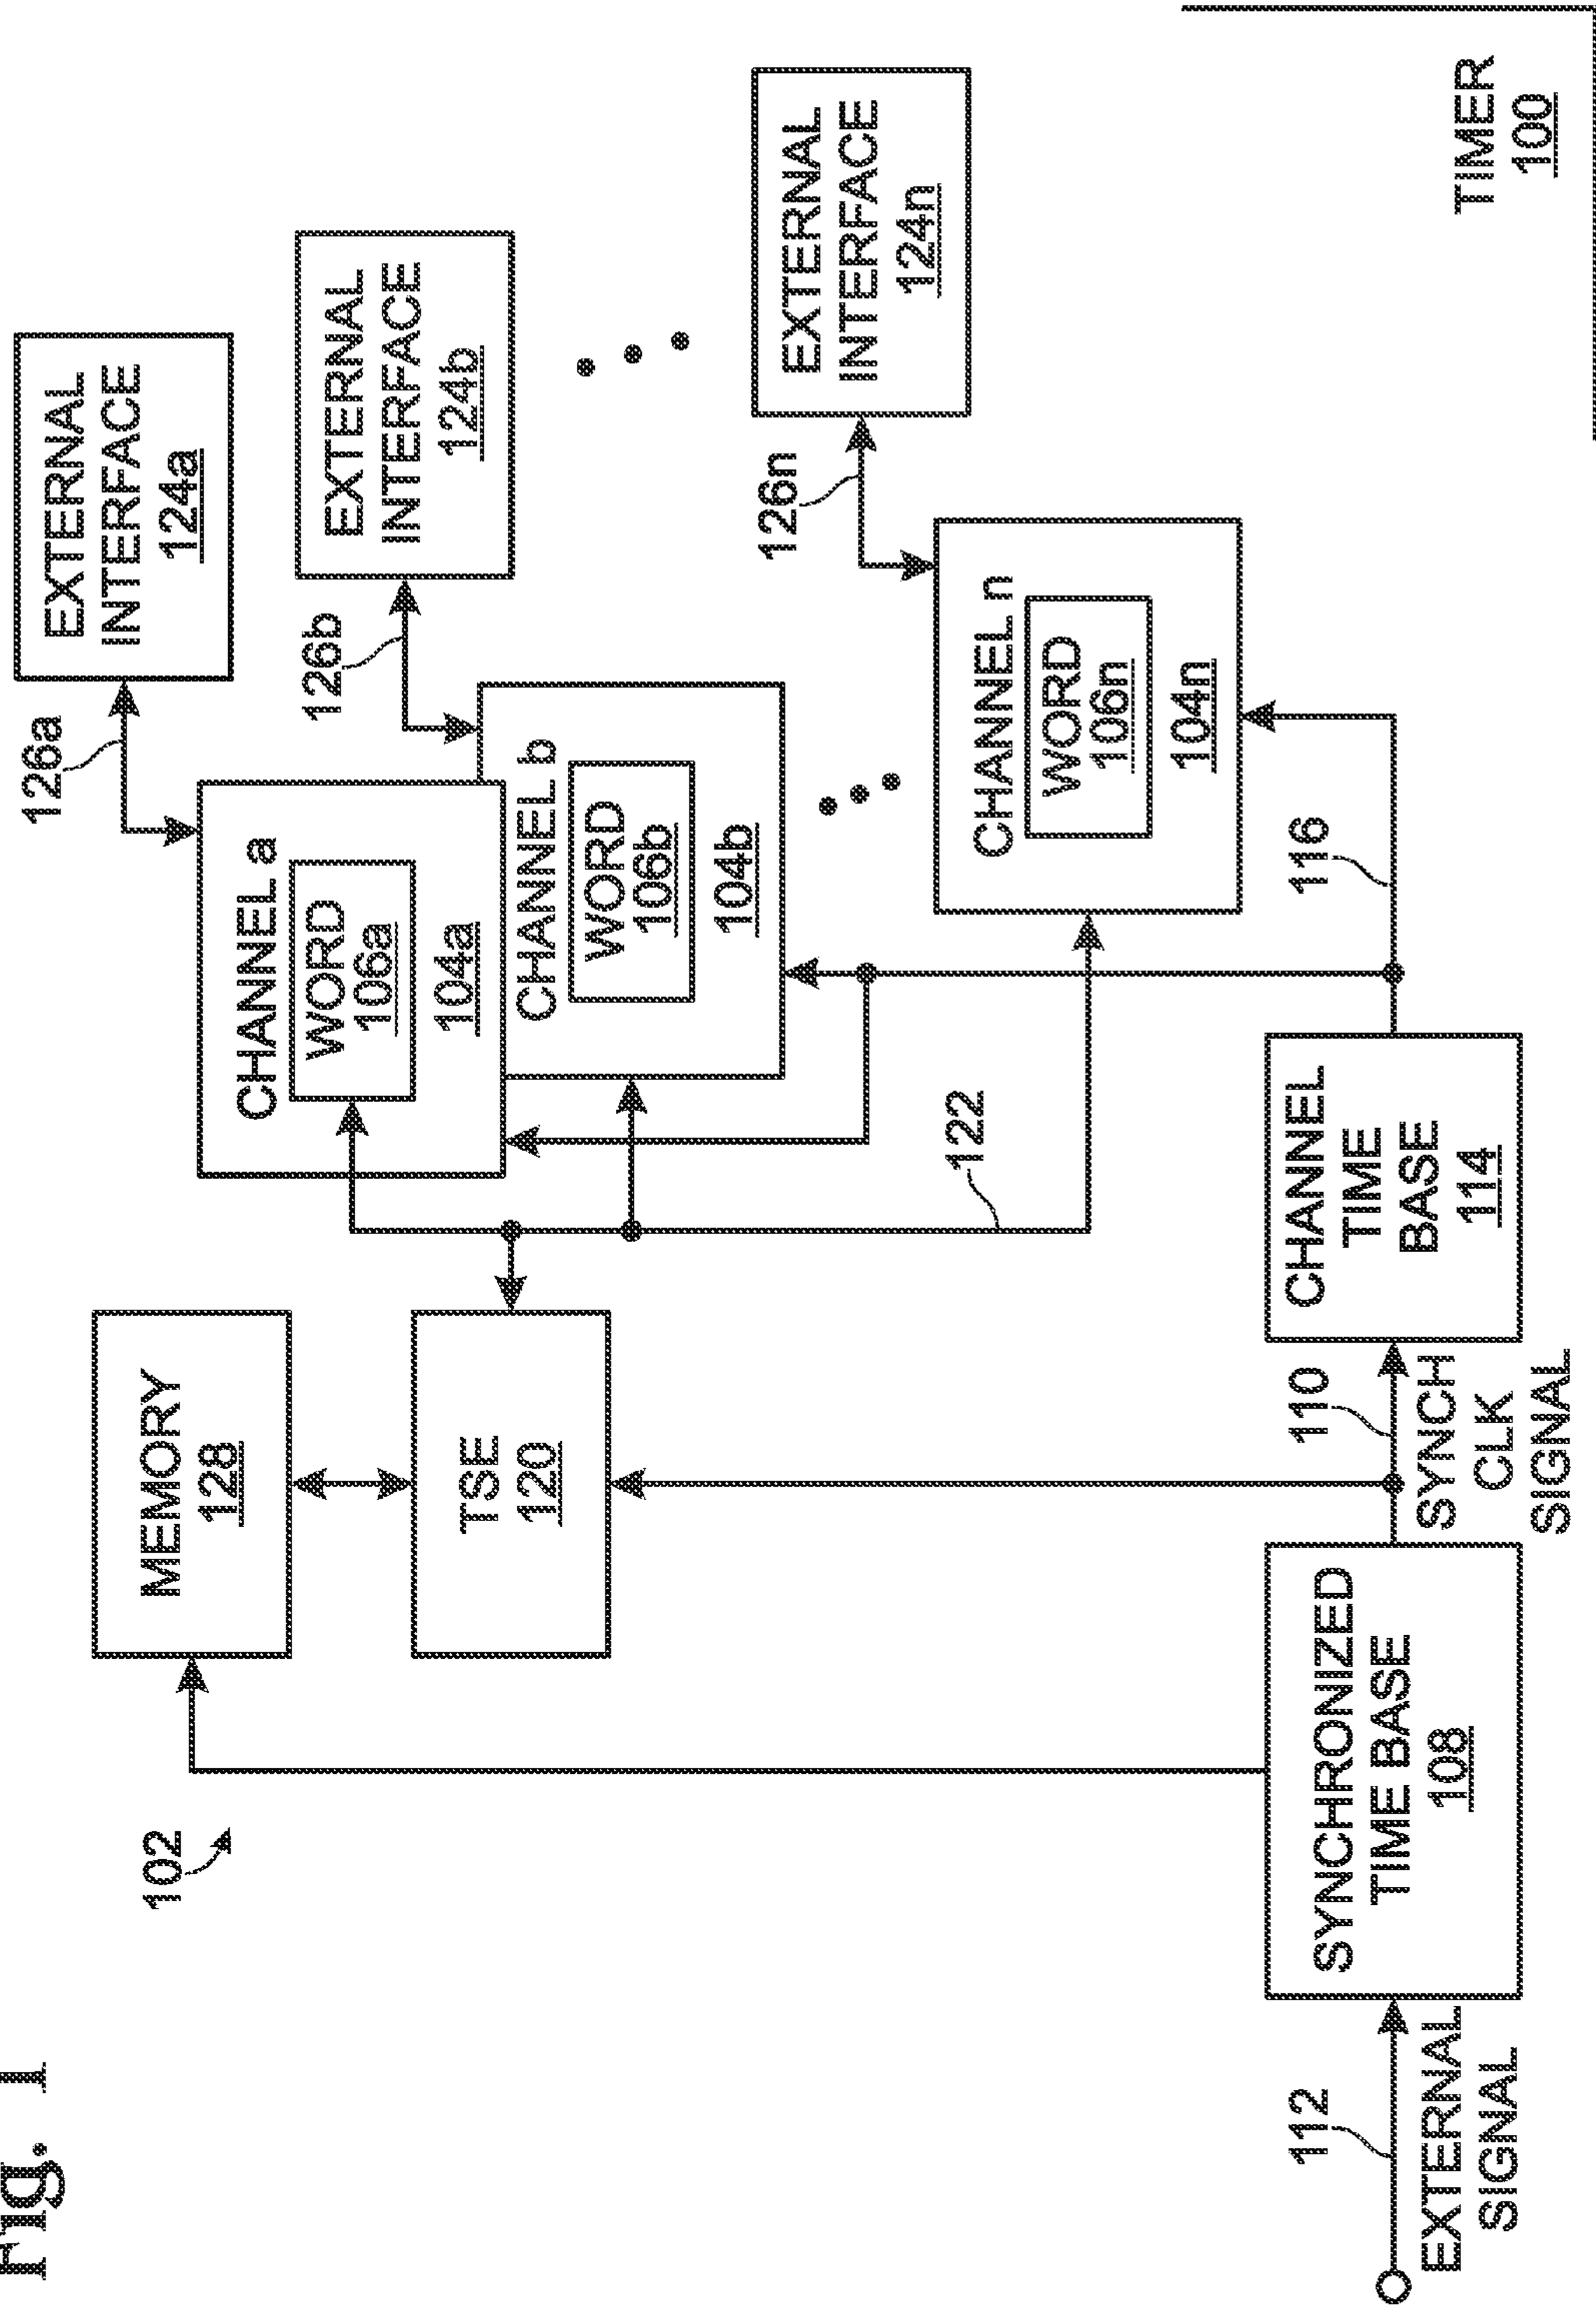 Fig. 1
102
MEMORY
128
TSE
120
126a
EXTERNAL
INTERFACE
124a
CHANNEL a
WORD
106a
104a
126b
EXTERNAL
INTERFACE
124b
CHANNEL b
WORD
106b
104b
122
126n
EXTERNAL
INTERFACE
124n
CHANNEL n
WORD
106n
104n
116
112
EXTERNAL
SIGNAL
SYNCHRONIZED
TIME BASE
108
110
SYNCH
CLK
SIGNAL
CHANNEL
TIME
BASE
114
TIMER
100